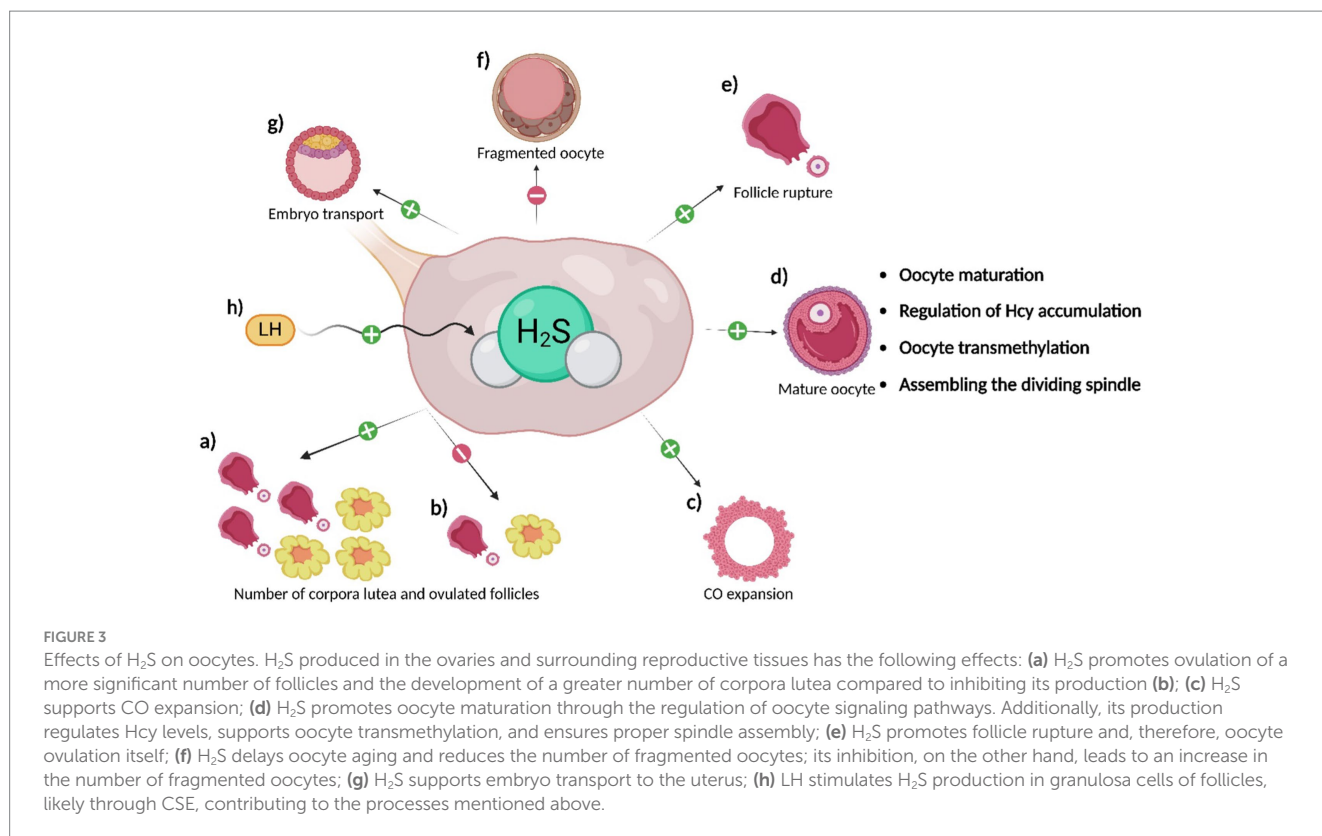 f)
Fragmented oocyte
e)
Follicle rupture
g)
Embryo transport
h)
LH
H₂S
d)
Mature oocyte
• Oocyte maturation
• Regulation of Hcy accumulation
• Oocyte transmethylation
• Assembling the dividing spindle
a)
b)
Number of corpora lutea and ovulated follicles
c)
CO expansion
FIGURE 3
Effects of H₂S on oocytes. H₂S produced in the ovaries and surrounding reproductive tissues has the following effects: (a) H₂S promotes ovulation of a
more significant number of follicles and the development of a greater number of corpora lutea compared to inhibiting its production (b); (c) H₂S
supports CO expansion; (d) H₂S promotes oocyte maturation through the regulation of oocyte signaling pathways. Additionally, its production
regulates Hcy levels, supports oocyte transmethylation, and ensures proper spindle assembly; (e) H₂S promotes follicle rupture and, therefore, oocyte
ovulation itself; (f) H₂S delays oocyte aging and reduces the number of fragmented oocytes; its inhibition, on the other hand, leads to an increase in
the number of fragmented oocytes; (g) H₂S supports embryo transport to the uterus; (h) LH stimulates H₂S production in granulosa cells of follicles,
likely through CSE, contributing to the processes mentioned above.